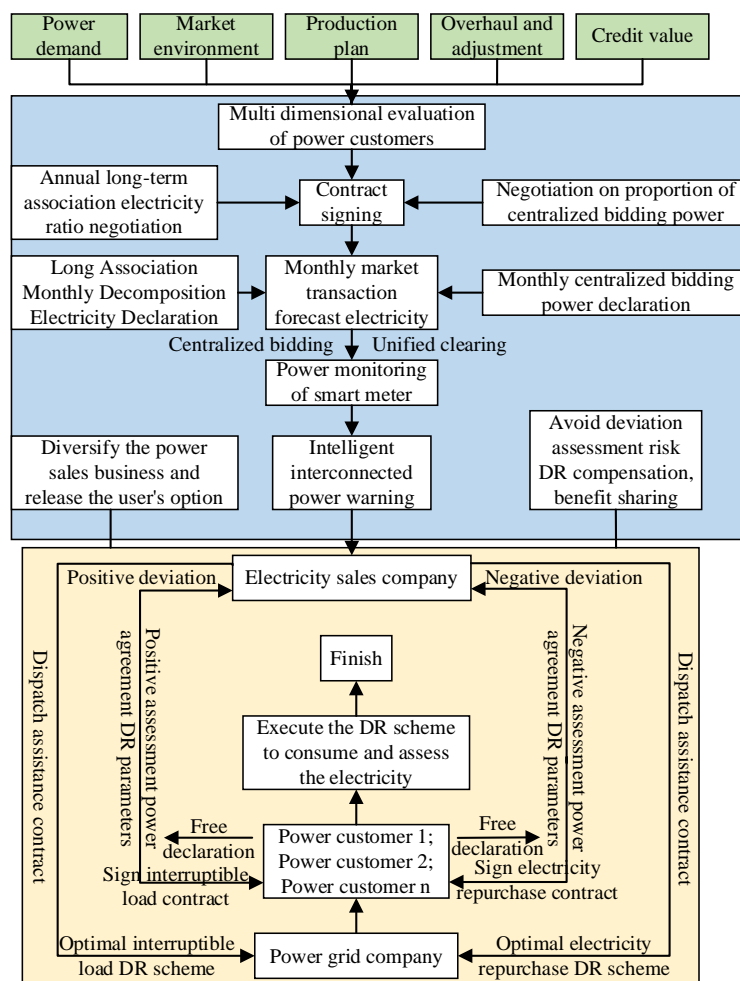 Power
demand
Market
environment
Production
plan
Overhaul and
adjustment
Credit value
Multi dimensional evaluation
of power customers
Annual long-term
association electricity
ratio negotiation
Contract
signing
Negotiation on proportion of
centralized bidding power
Long Association
Monthly Decomposition
Electricity Declaration
Monthly market
transaction
forecast electricity
Monthly centralized bidding
power declaration
Centralized bidding
Unified clearing
Power monitoring
of smart meter
Diversify the power
sales business and
release the user's option
Intelligent
interconnected
power warning
Avoid deviation
assessment risk
DR compensation,
benefit sharing
Positive deviation
Electricity sales company
Negative deviation
Dispatch assistance contract
Positive assessment power
agreement DR parameters
Finish
Negative assessment power
agreement DR parameters
Dispatch assistance contract
Execute the DR scheme
to consume and assess
the electricity
Free
declaration
Power customer 1;
Power customer 2;
Power customer n
Free
declaration
Sign interruptible
load contract
Sign electricity
repurchase contract
Optimal interruptible
load DR scheme
Power grid company
Optimal electricity
repurchase DR scheme